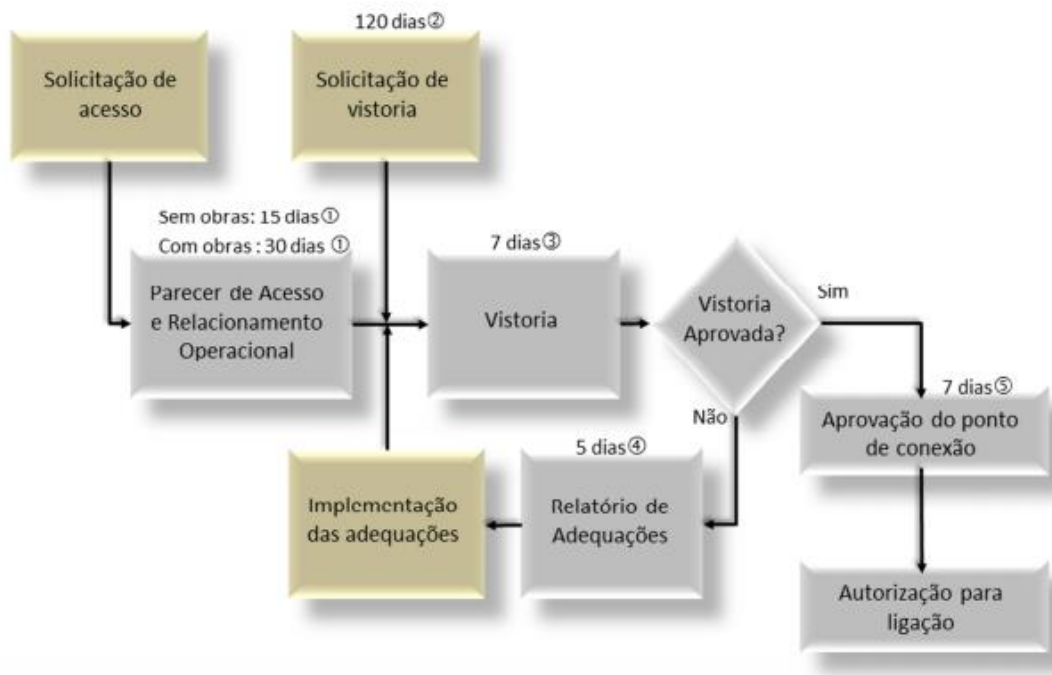 120 dias②
Solicitação de
acesso
Solicitação de
vistoria
Sem obras: 15 dias①
Com obras : 30 dias ①
Parecer de Acesso
e Relacionamento
Operacional
7 dias③
Vistoria
Vistoria
Aprovada?
Sim
Não
7 dias⑤
Aprovação do ponto
de conexão
5 dias④
Implementação
das adequações
Relatório de
Adequações
Autorização para
ligação